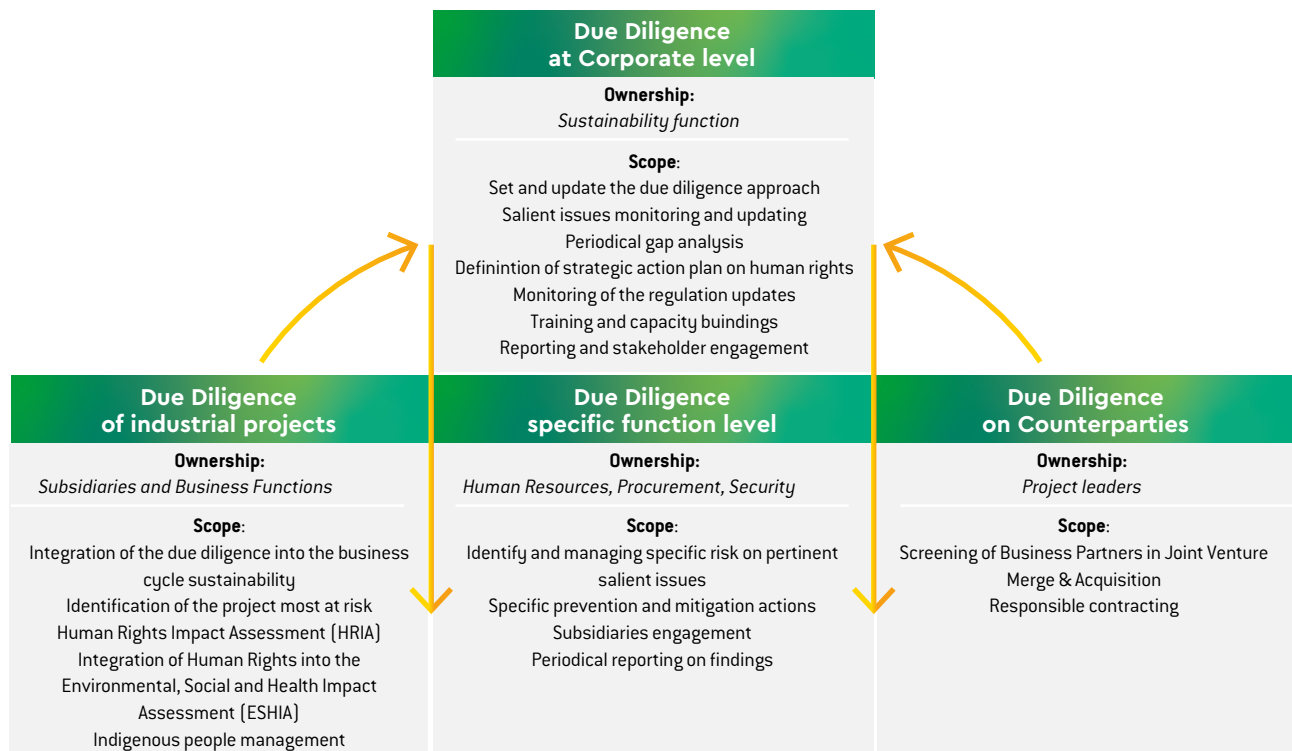 Due Diligence
at Corporate level
Ownership:
Sustainability function
Scope:
Set and update the due diligence approach
Salient issues monitoring and updating
Periodical gap analysis
Definintion of strategic action plan on human rights
Monitoring of the regulation updates
Training and capacity buindings
Reporting and stakeholder engagement
Due Diligence
of industrial projects
Ownership:
Subsidiaries and Business Functions
Scope:
Integration of the due diligence into the business
cycle sustainability
Identification of the project most at risk
Human Rights Impact Assessment (HRIA)
Integration of Human Rights into the
Environmental, Social and Health Impact
Assessment (ESHIA)
Indigenous people management
Due Diligence
specific function level
Ownership:
Human Resources, Procurement, Security
Scope:
Identify and managing specific risk on pertinent
salient issues
Specific prevention and mitigation actions
Subsidiaries engagement
Periodical reporting on findings
Due Diligence
on Counterparties
Ownership:
Project leaders
Scope:
Screening of Business Partners in Joint Venture
Merge & Acquisition
Responsible contracting